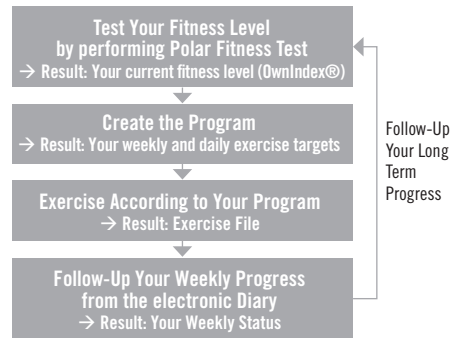 Test Your Fitness Level
by performing Polar Fitness Test
→ Result: Your current fitness level (OwnIndex®)
Create the Program
→ Result: Your weekly and daily exercise targets
Exercise According to Your Program
→ Result: Exercise File
Follow-Up Your Weekly Progress
from the electronic Diary
→ Result: Your Weekly Status
Follow-Up
Your Long
Term
Progress